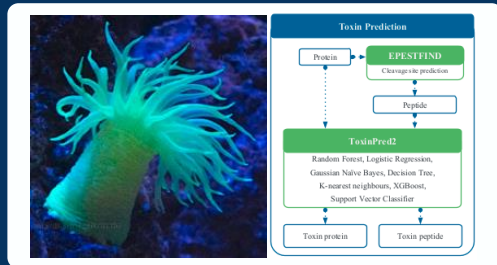 Toxin Prediction
Protein
EPESTFIND
Cleavage site prediction
Peptide
ToxinPred2
Random Forest, Logistic Regression,
Gaussian Naïve Bayes, Decision Tree,
K-nearest neighbours, XGBoost,
Support Vector Classifier
Toxin protein
Toxin peptide